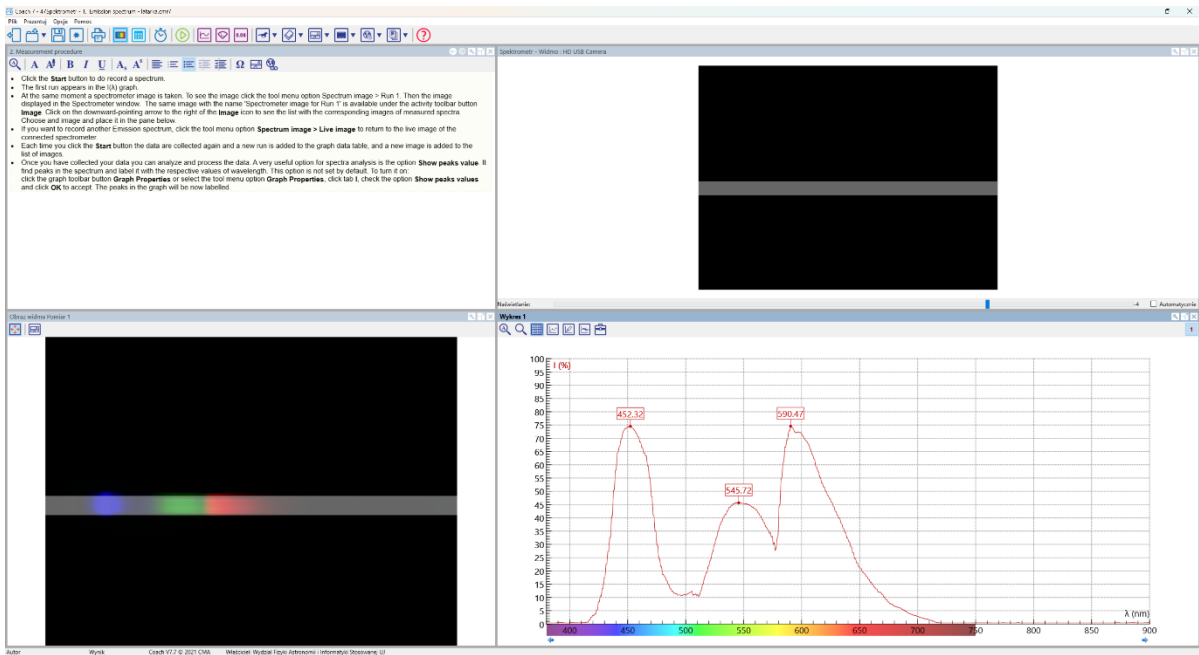 Coach 7 - 4/Spektrometr - 1. Emission spectrum - latarka.cmr7
Plik Prezentuj Opcje Pomoc
2. Measurement procedure
Click the Start button to do record a spectrum.
The first run appears in the I(λ) graph.
At the same moment a spectrometer image is taken. To see the image click the tool menu option Spectrum image > Run 1. Then the image
displayed in the Spectrometer window. The same image with the name 'Spectrometer image for Run 1' is available under the activity toolbar button
Image. Click on the downward-pointing arrow to the right of the Image icon to see the list with the corresponding images of measured spectra.
Choose and image and place it in the pane below.
If you want to record another Emission spectrum, click the tool menu option Spectrum image > Live image to return to the live image of the
connected spectrometer.
Each time you click the Start button the data are collected again and a new run is added to the graph data table, and a new image is added to the
list of images.
Once you have collected your data you can analyze and process the data. A very useful option for spectra analysis is the option Show peaks value. It
find peaks in the spectrum and label it with the respective values of wavelength. This option is not set by default. To turn it on:
click the graph toolbar button Graph Properties or select the tool menu option Graph Properties, click tab I, check the option Show peaks values
and click OK to accept. The peaks in the graph will be now labelled.
Spektrometr - Widmo : HD USB Camera
Naświetlanie:
-4
Automatycznie
Obraz widma Pomiar 1
Wykres 1
1
I (%)
100
95
90
85
80
75
70
65
60
55
50
45
40
35
30
25
20
15
10
5
0
452.32
545.72
590.47
λ (nm)
400 450 500 550 600 650 700 750 800 850 900
Autor
Wynik
Coach V7.7 © 2021 CMA
Właściciel: Wydział Fizyki Astronomii i Informatyki Stosowanej UJ